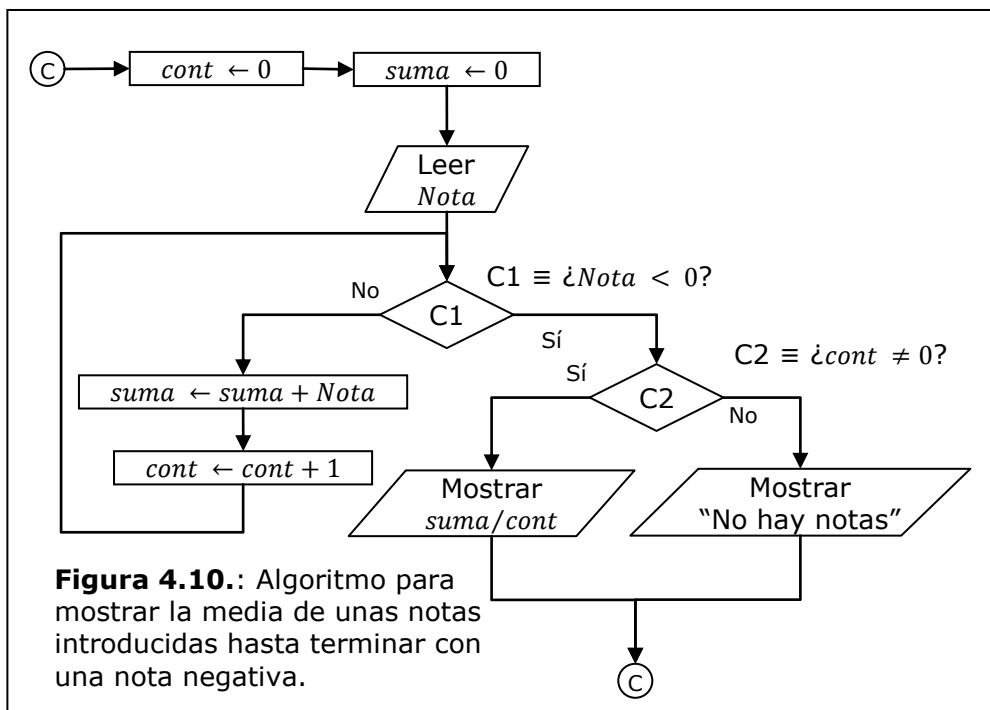 C
cont ← 0
suma ← 0
Leer
Nota
C1 ≡ ¿Nota < 0?
No
C1
Sí
C2 ≡ ¿cont ≠ 0?
Sí
suma ← suma + Nota
C2
No
cont ← cont + 1
Mostrar
suma/cont
Mostrar
“No hay notas”
Figura 4.10.: Algoritmo para
mostrar la media de unas notas
introducidas hasta terminar con
una nota negativa.
C